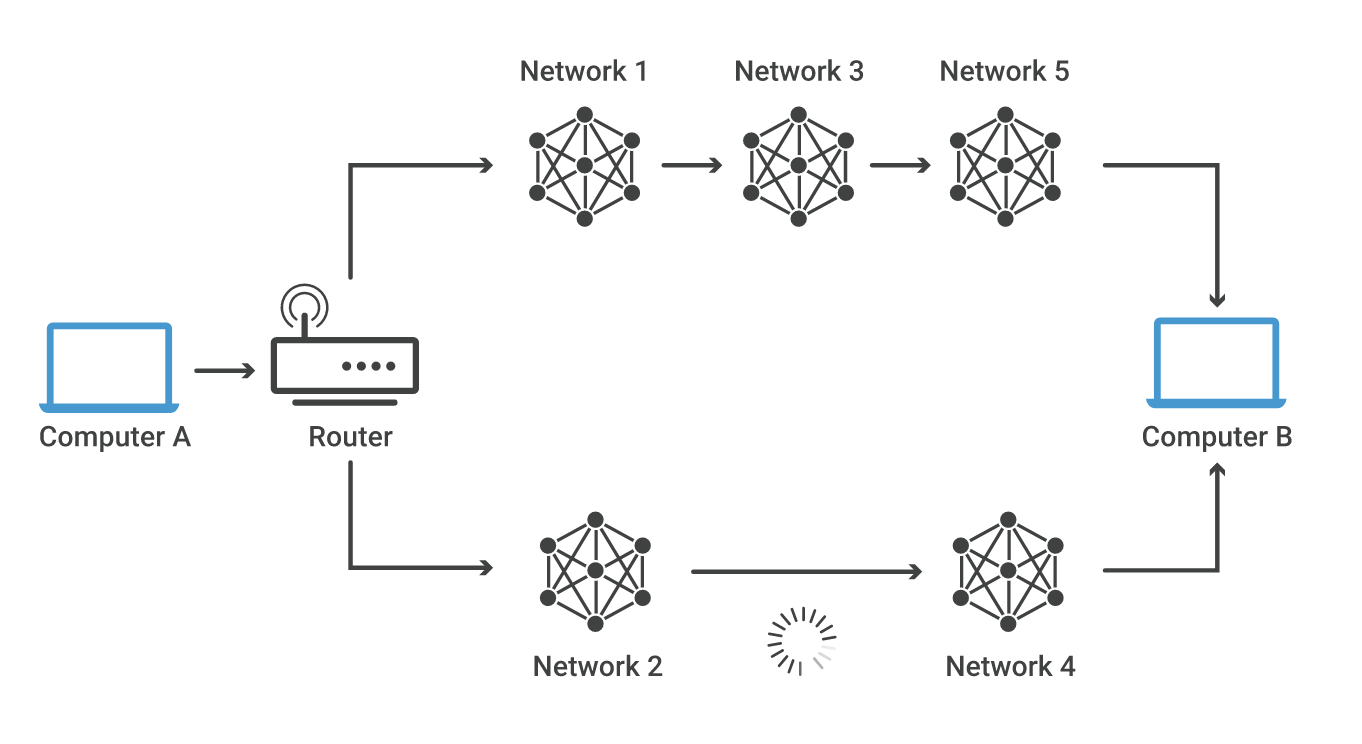 Network 1
Network 3
Network 5
Computer A
Router
Computer B
Network 2
Network 4